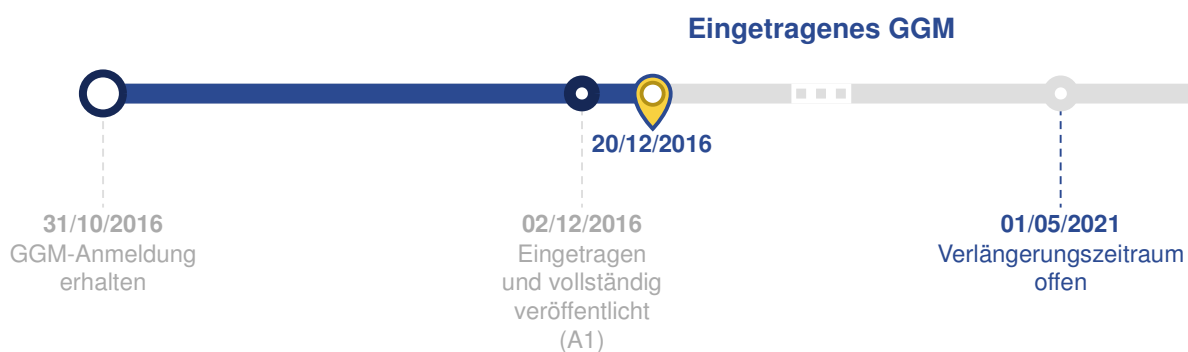 Eingetragenes GGM
20/12/2016
31/10/2016
GGM-Anmeldung
erhalten
02/12/2016
Eingetragen
und vollständig
veröffentlicht
(A1)
01/05/2021
Verlängerungszeitraum
offen